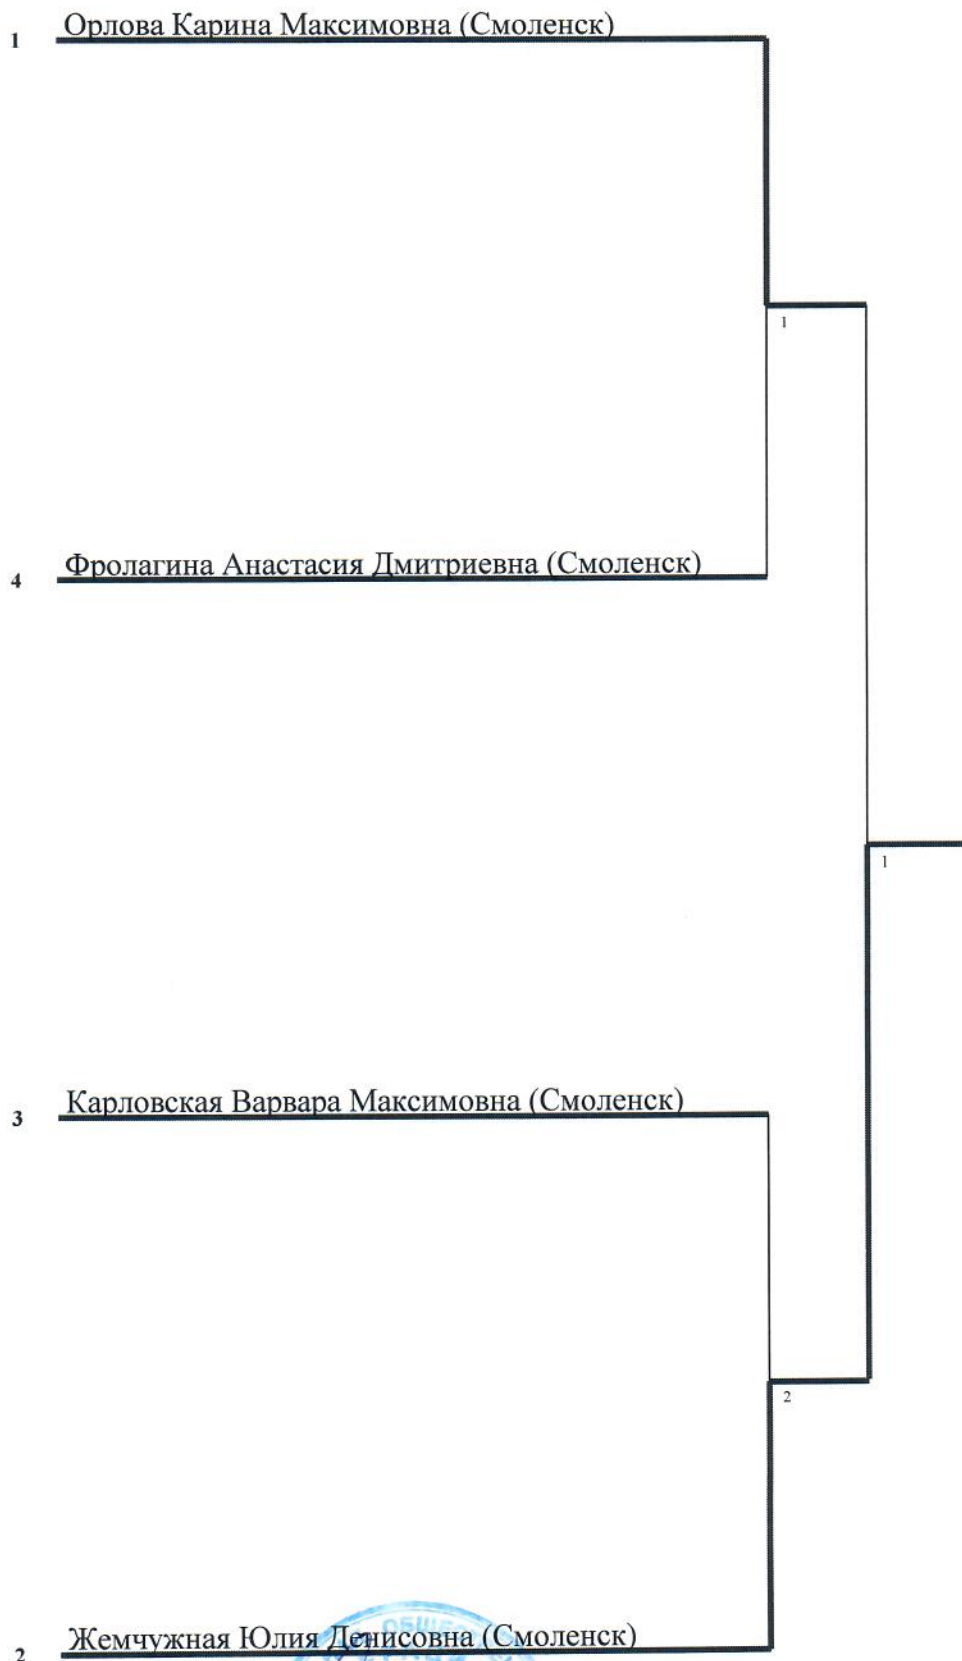 1 Орлова Карина Максимовна (Смоленск)
1
4 Фролагина Анастасия Дмитриевна (Смоленск)
1
3 Карловская Варвара Максимовна (Смоленск)
2
2 Жемчужная Юлия Денисовна (Смоленск)